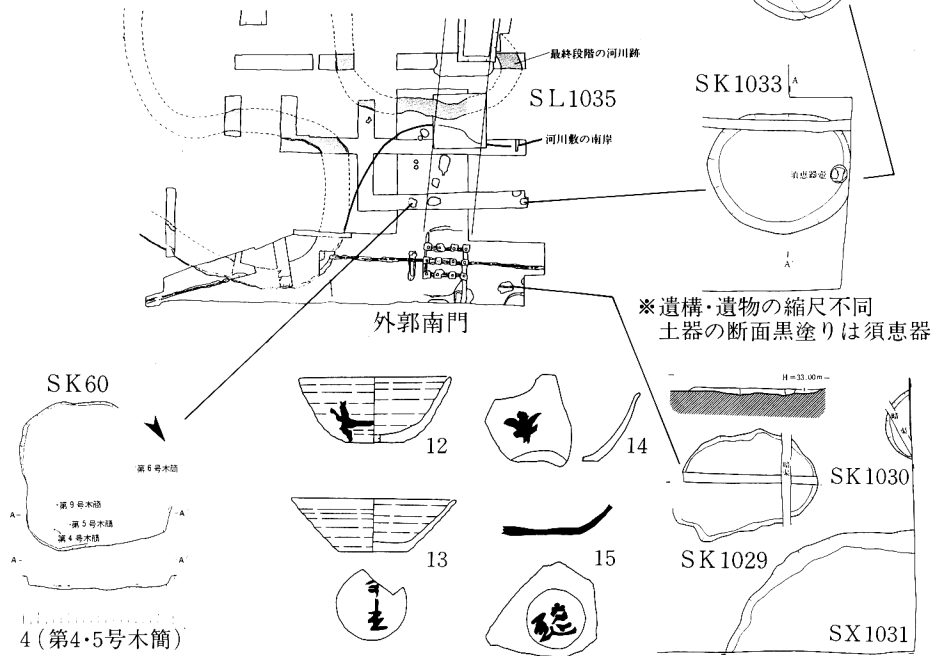 最終段階の河川跡
SL1035
河川敷の南岸
SK1033
A
須恵器壺
A'
外郭南門
※遺構・遺物の縮尺不同
土器の断面黒塗りは須恵器
SK60
第6号木簡
第9号木簡
第5号木簡
第4号木簡
A
A'
A
A'
4(第4・5号木簡)
12
13
14
15
H=33.00m
暗渠
暗渠
SK1030
SK1029
SX1031